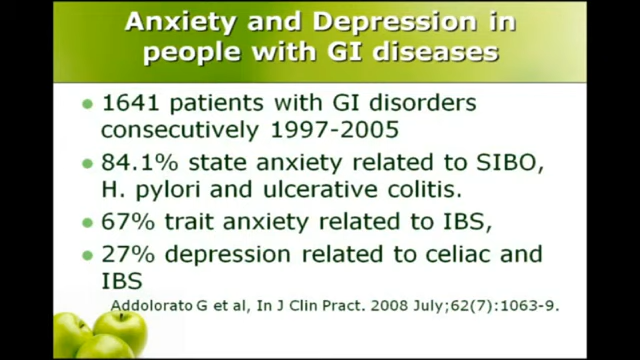 Anxiety and Depression in
people with GI diseases
1641 patients with GI disorders
consecutively 1997-2005
84.1% state anxiety related to SIBO,
H. pylori and ulcerative colitis.
67% trait anxiety related to IBS,
27% depression related to celiac and
IBS
Addolorato G et al, In J Clin Pract. 2008 July;62(7):1063-9.